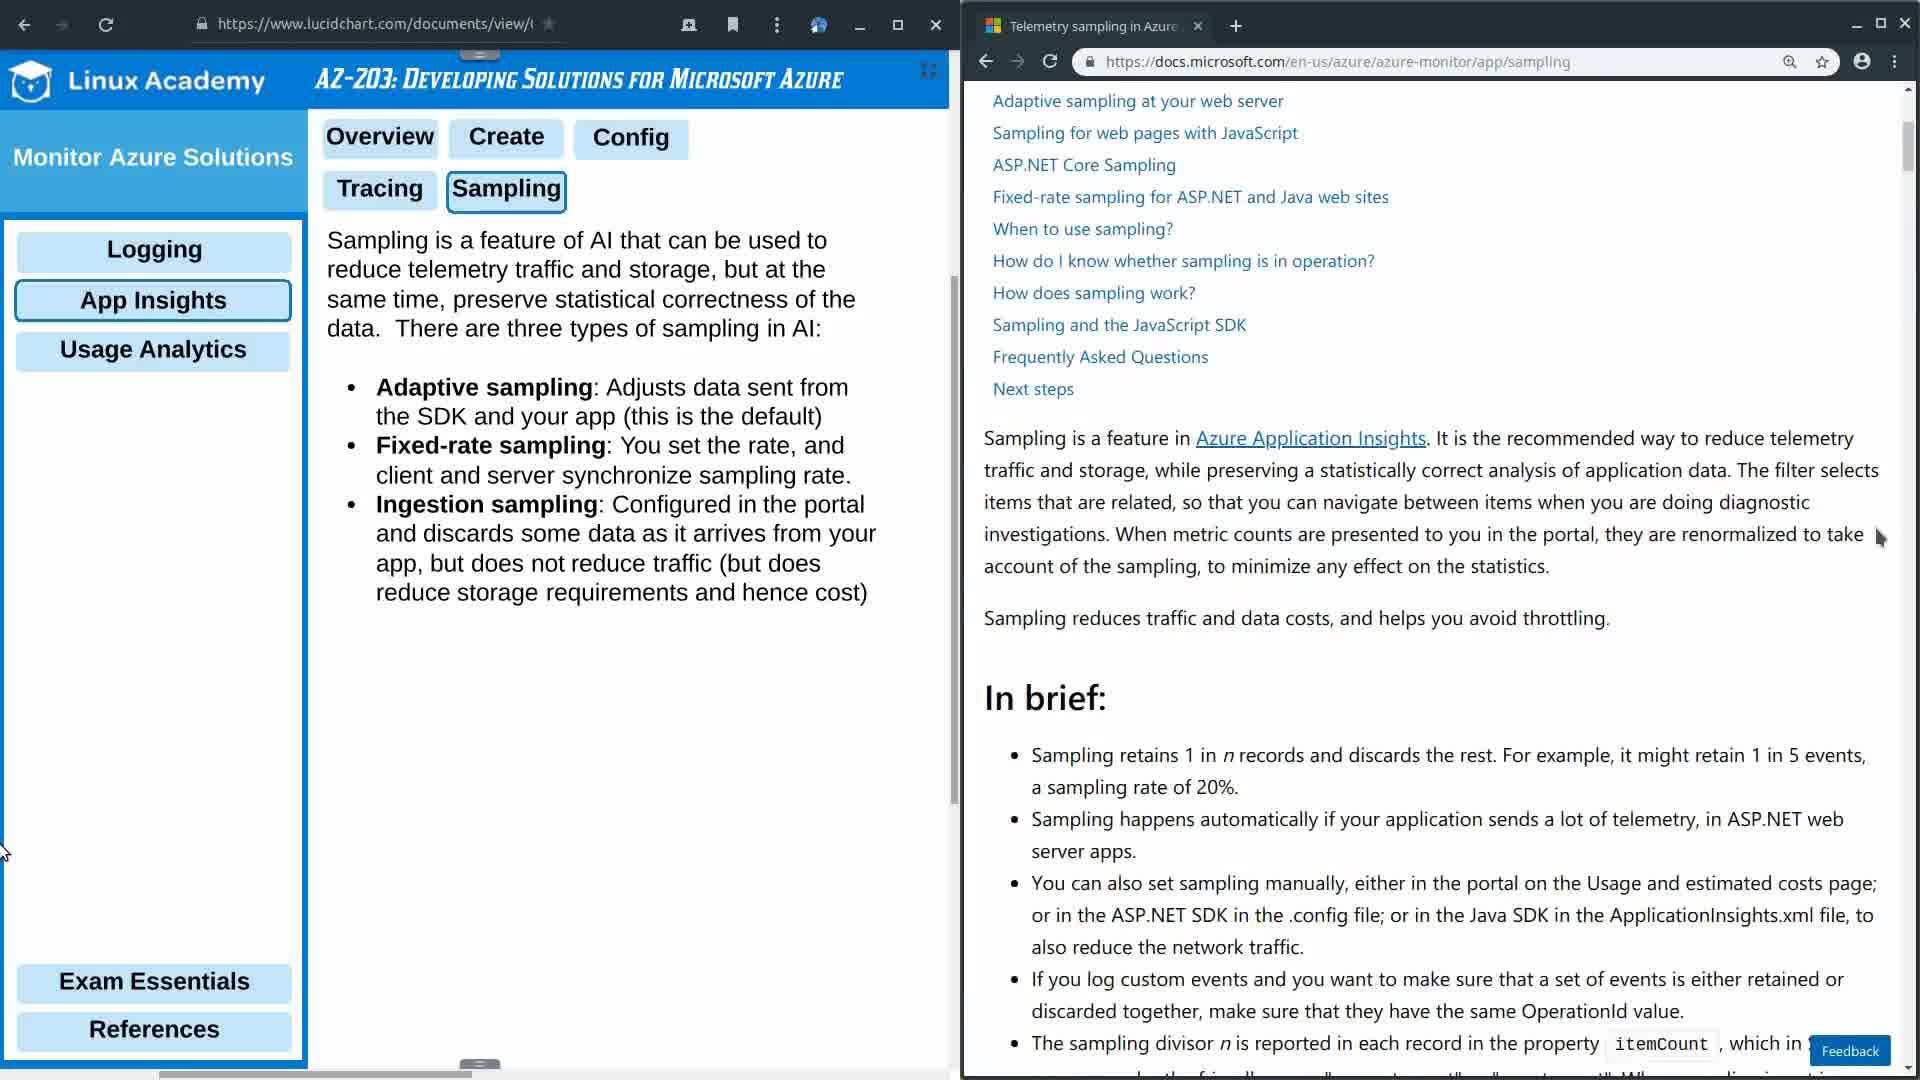 https://www.lucidchart.com/documents/view/(
Linux Academy
AZ-203: Developing Solutions for Microsoft Azure
Monitor Azure Solutions
Overview
Create
Config
Tracing
Sampling
Logging
App Insights
Usage Analytics
Exam Essentials
References
Sampling is a feature of AI that can be used to
reduce telemetry traffic and storage, but at the
same time, preserve statistical correctness of the
data.  There are three types of sampling in AI:
• Adaptive sampling: Adjusts data sent from
the SDK and your app (this is the default)
• Fixed-rate sampling: You set the rate, and
client and server synchronize sampling rate.
• Ingestion sampling: Configured in the portal
and discards some data as it arrives from your
app, but does not reduce traffic (but does
reduce storage requirements and hence cost)
Telemetry sampling in Azure
https://docs.microsoft.com/en-us/azure/azure-monitor/app/sampling
Adaptive sampling at your web server
Sampling for web pages with JavaScript
ASP.NET Core Sampling
Fixed-rate sampling for ASP.NET and Java web sites
When to use sampling?
How do I know whether sampling is in operation?
How does sampling work?
Sampling and the JavaScript SDK
Frequently Asked Questions
Next steps
Sampling is a feature in Azure Application Insights. It is the recommended way to reduce telemetry
traffic and storage, while preserving a statistically correct analysis of application data. The filter selects
items that are related, so that you can navigate between items when you are doing diagnostic
investigations. When metric counts are presented to you in the portal, they are renormalized to take
account of the sampling, to minimize any effect on the statistics.
Sampling reduces traffic and data costs, and helps you avoid throttling.
In brief:
• Sampling retains 1 in n records and discards the rest. For example, it might retain 1 in 5 events,
a sampling rate of 20%.
• Sampling happens automatically if your application sends a lot of telemetry, in ASP.NET web
server apps.
• You can also set sampling manually, either in the portal on the Usage and estimated costs page;
or in the ASP.NET SDK in the .config file; or in the Java SDK in the ApplicationInsights.xml file, to
also reduce the network traffic.
• If you log custom events and you want to make sure that a set of events is either retained or
discarded together, make sure that they have the same OperationId value.
• The sampling divisor n is reported in each record in the property itemCount , which in
Feedback